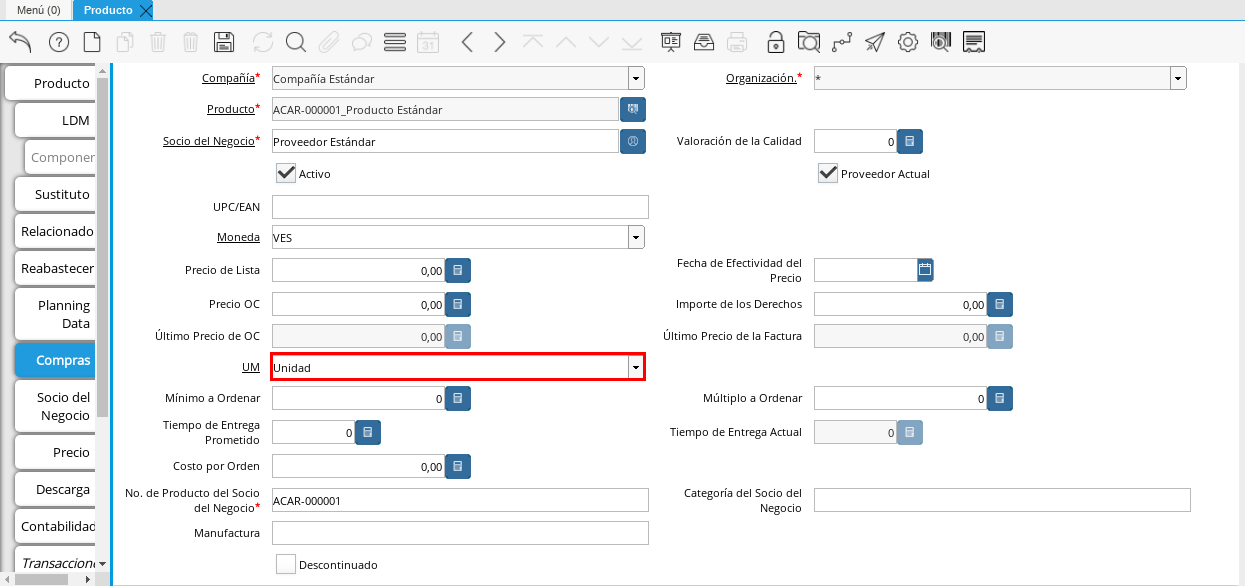 Menú (0)
Producto
31
Producto
LDM
Componer
Sustituto
Relacionado
Reabastecer
Planning
Data
Compras
Socio del
Negocio
Precio
Descarga
Contabilidad
Transaccione
Compañía* Compañía Estándar Organización.* *
Producto* ACAR-000001_Producto Estándar
Socio del Negocio* Proveedor Estándar Valoración de la Calidad 0
Activo Proveedor Actual
UPC/EAN
Moneda VES
Precio de Lista 0,00 Fecha de Efectividad del
Precio
Precio OC 0,00 Importe de los Derechos 0,00
Último Precio de OC 0,00 Último Precio de la Factura 0,00
UM Unidad
Mínimo a Ordenar 0 Múltiplo a Ordenar 0
Tiempo de Entrega
Prometido 0 Tiempo de Entrega Actual 0
Costo por Orden 0,00
No. de Producto del Socio
del Negocio* ACAR-000001 Categoría del Socio del
Negocio
Manufactura
Descontinuado